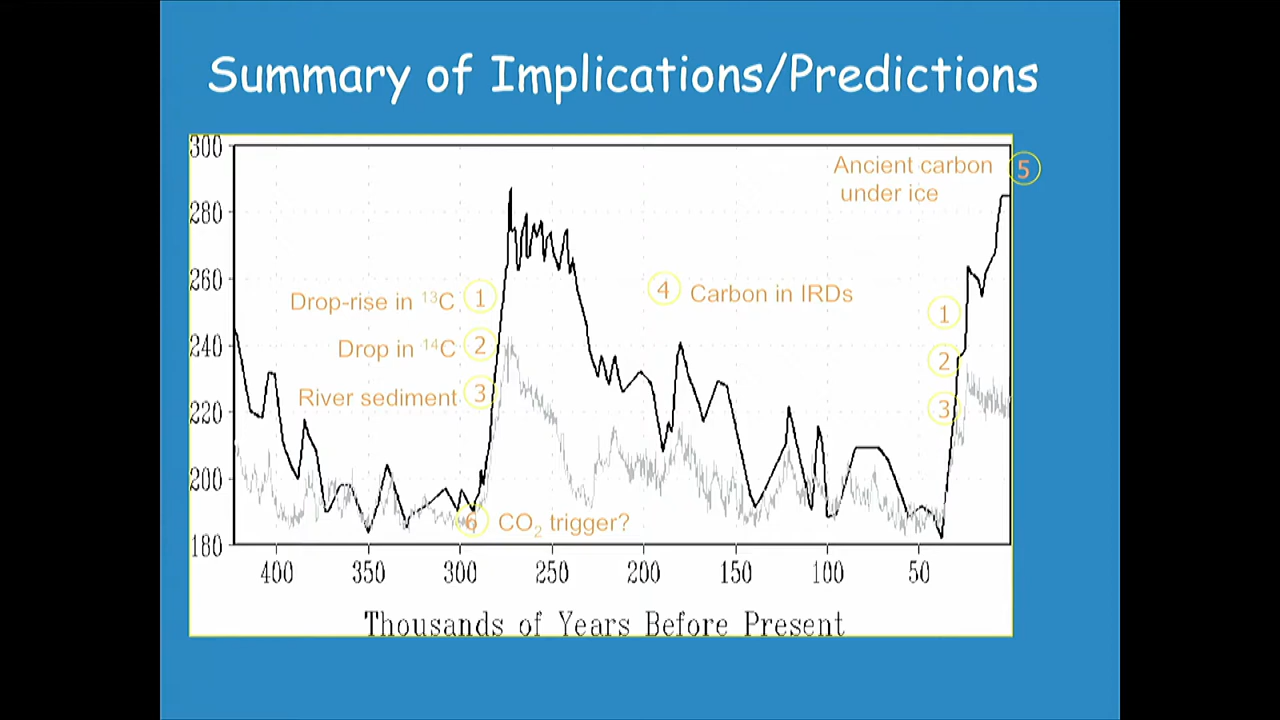 Summary of Implications/Predictions
300
280
260
240
220
200
180
Ancient carbon
under ice
5
Drop-rise in ¹³C 1
Drop in ¹⁴C 2
River sediment 3
4 Carbon in IRDs
1
2
3
6 CO₂ trigger?
400 350 300 250 200 150 100 50
Thousands of Years Before Present